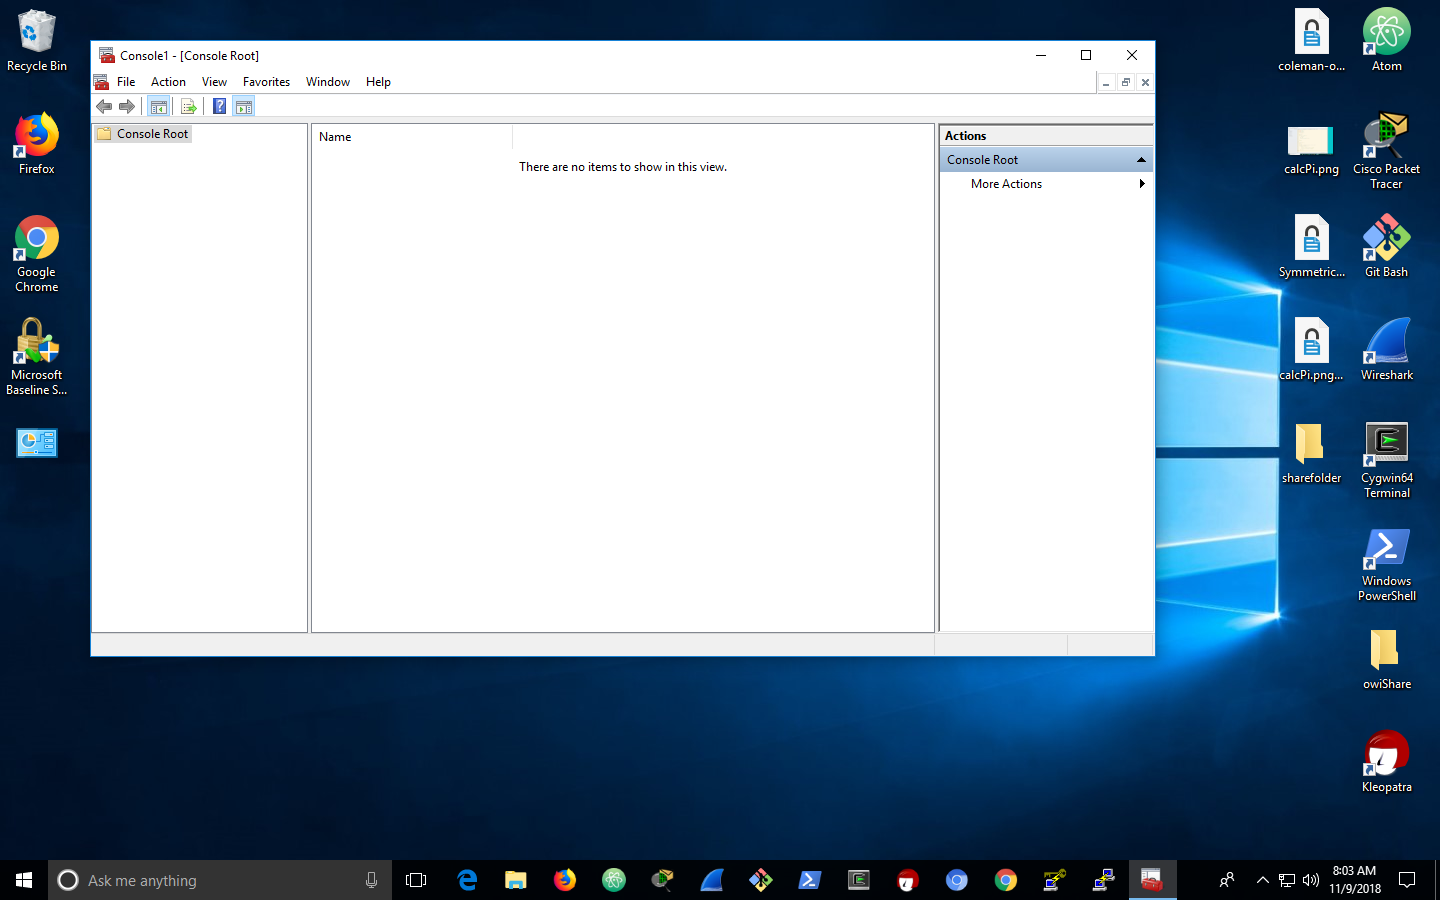 Recycle Bin
Firefox
Google
Chrome
Microsoft
Baseline S...
Console1 - [Console Root]
File Action View Favorites Window Help
Console Root
Name
There are no items to show in this view.
Actions
Console Root
More Actions
coleman-o...
Atom
calcPi.png
Cisco Packet
Tracer
Symmetric...
Git Bash
calcPi.png...
Wireshark
sharefolder
Cygwin64
Terminal
Windows
PowerShell
owiShare
Kleopatra
Ask me anything
8:03 AM
11/9/2018